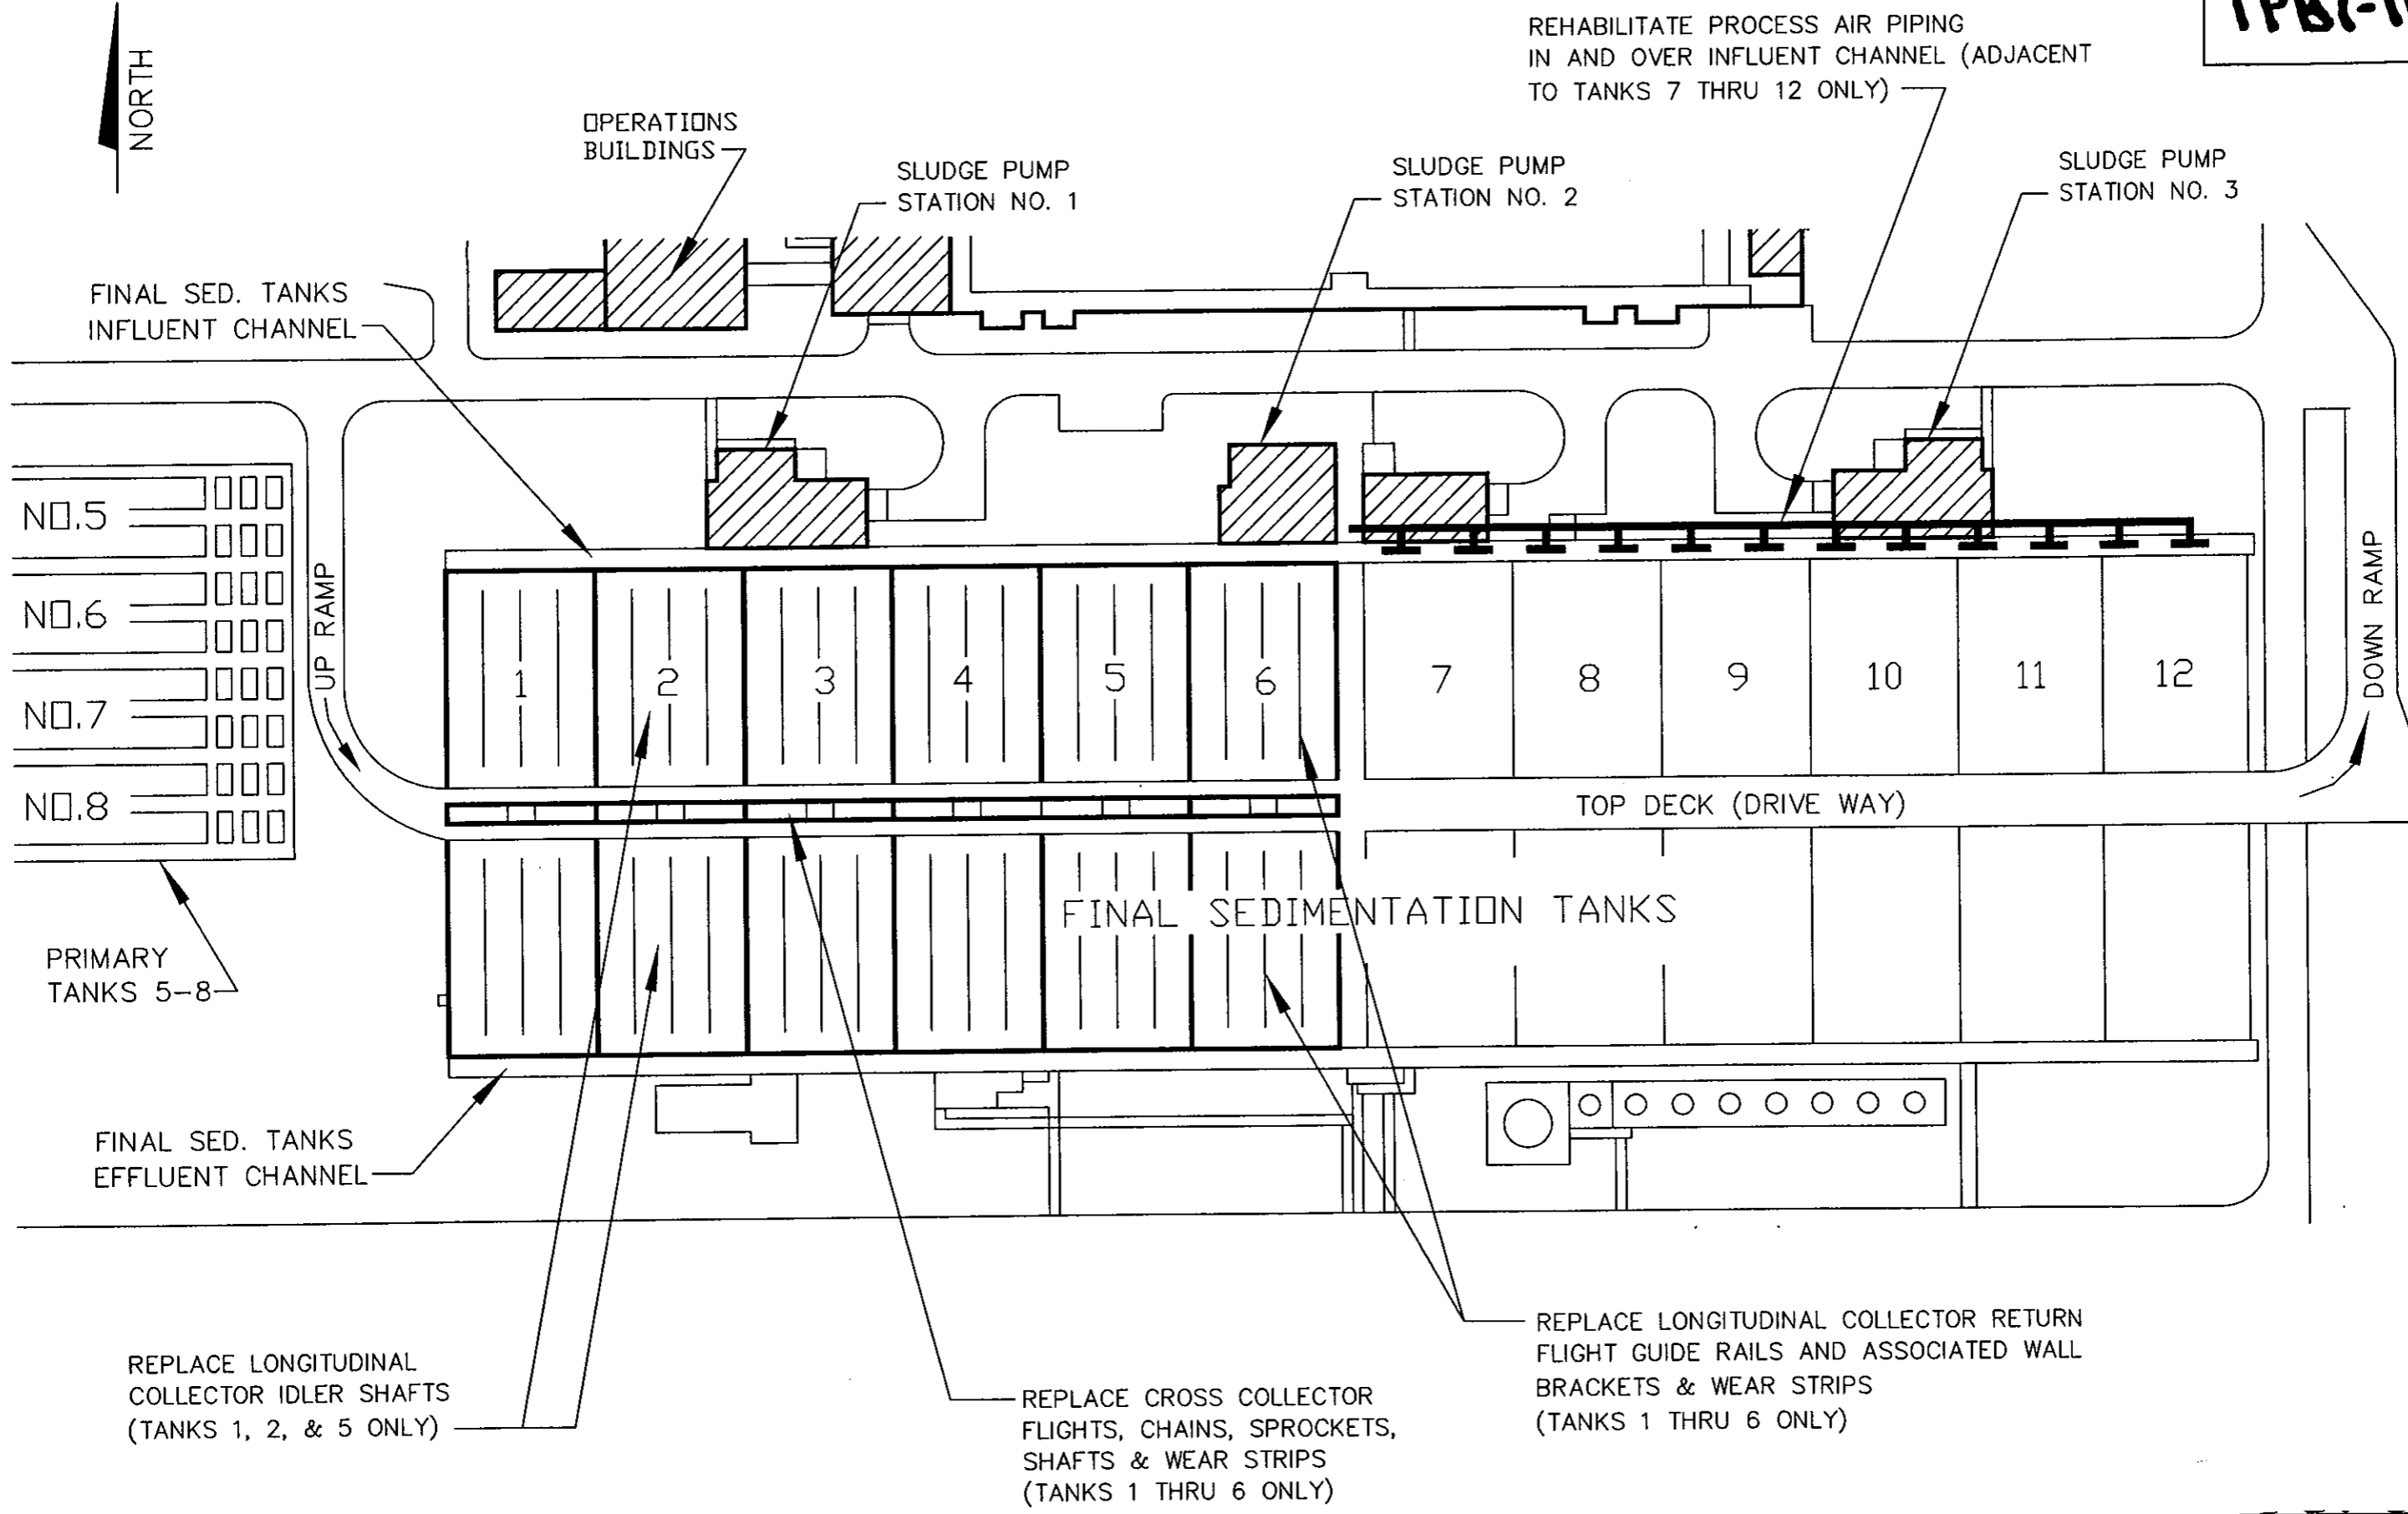 NORTH
REHABILITATE PROCESS AIR PIPING
IN AND OVER INFLUENT CHANNEL (ADJACENT
TO TANKS 7 THRU 12 ONLY)
OPERATIONS
BUILDINGS
SLUDGE PUMP
STATION NO. 1
SLUDGE PUMP
STATION NO. 2
SLUDGE PUMP
STATION NO. 3
FINAL SED. TANKS
INFLUENT CHANNEL
NO.5
NO.6
NO.7
NO.8
UP RAMP
1
2
3
4
5
6
7
8
9
10
11
12
DOWN RAMP
TOP DECK (DRIVE WAY)
FINAL SEDIMENTATION TANKS
PRIMARY
TANKS 5-8
FINAL SED. TANKS
EFFLUENT CHANNEL
REPLACE LONGITUDINAL
COLLECTOR IDLER SHAFTS
(TANKS 1, 2, & 5 ONLY)
REPLACE CROSS COLLECTOR
FLIGHTS, CHAINS, SPROCKETS,
SHAFTS & WEAR STRIPS
(TANKS 1 THRU 6 ONLY)
REPLACE LONGITUDINAL COLLECTOR RETURN
FLIGHT GUIDE RAILS AND ASSOCIATED WALL
BRACKETS & WEAR STRIPS
(TANKS 1 THRU 6 ONLY)